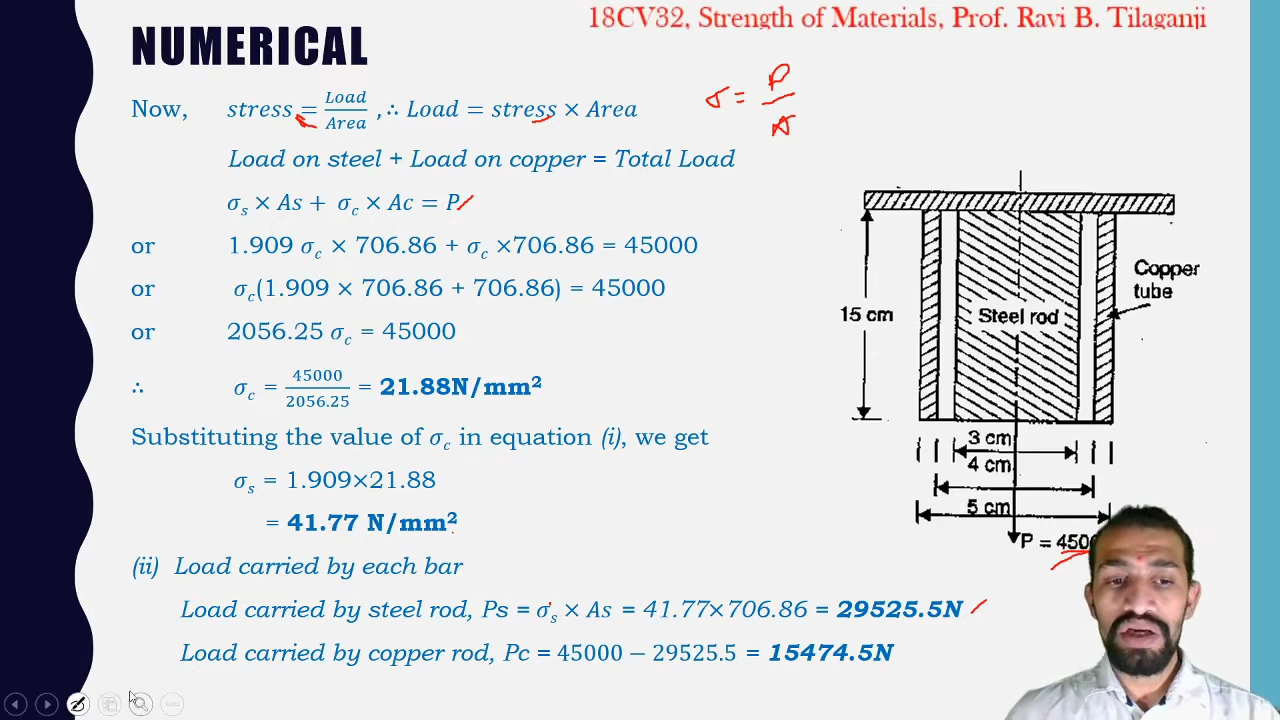 18CV32, Strength of Materials, Prof. Ravi B. Tilaganji
NUMERICAL
Now, stress = Load/Area ,∴ Load = stress × Area
σ = P/A
Load on steel + Load on copper = Total Load
σs × As + σc × Ac = P
or 1.909 σc × 706.86 + σc ×706.86 = 45000
or σc(1.909 × 706.86 + 706.86) = 45000
or 2056.25 σc = 45000
∴ σc = 45000/2056.25 = 21.88N/mm²
Substituting the value of σc in equation (i), we get
σs = 1.909×21.88
= 41.77 N/mm²
(ii) Load carried by each bar
Load carried by steel rod, Ps = σs × As = 41.77×706.86 = 29525.5N
Load carried by copper rod, Pc = 45000 − 29525.5 = 15474.5N
Copper
tube
15 cm
Steel rod
3 cm
4 cm
5 cm
P = 4500